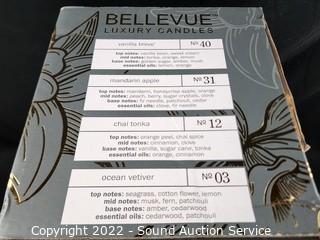 BELLEVUE
LUXURY CANDLES
vanilla breve Nº 40
top notes: vanilla bean, sweet cream
mid notes: tonka, orange, lemon
base notes: golden sugar, amber, musk
essential oils: lemon, orange
mandarin apple Nº 31
top notes: mandarin, honeycrisp apple, orange
mid notes: peach, berry, sugar crystals, clove
base notes: fir needle, patchouli, cedar
essential oils: clove, fir needle
chai tonka Nº 12
top notes: orange peel, chai spice
mid notes: cinnamon, clove
base notes: vanilla, sugar cane, tonka
essential oils: orange, cinnamon
ocean vetiver Nº 03
top notes: seagrass, cotton flower, lemon
mid notes: musk, fern, patchouli
base notes: amber, cedarwood
essential oils: cedarwood, patchouli
Copyright 2022 - Sound Auction Service